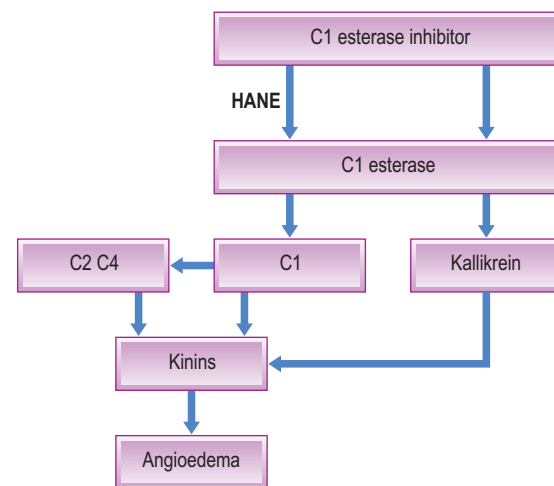 C1 esterase inhibitor
HANE
C1 esterase
C2 C4
C1
Kallikrein
Kinins
Angioedema